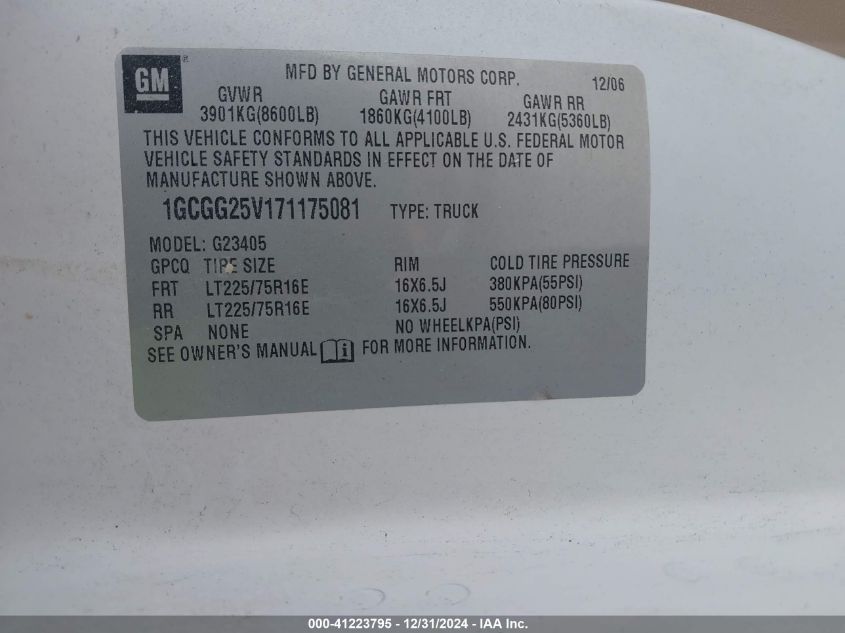 GM
MFD BY GENERAL MOTORS CORP. 12/06
GVWR GAWR FRT GAWR RR
3901KG(8600LB) 1860KG(4100LB) 2431KG(5360LB)
THIS VEHICLE CONFORMS TO ALL APPLICABLE U.S. FEDERAL MOTOR
VEHICLE SAFETY STANDARDS IN EFFECT ON THE DATE OF
MANUFACTURE SHOWN ABOVE.
1GCGG25V171175081 TYPE: TRUCK
MODEL: G23405
GPCQ TIRE SIZE RIM COLD TIRE PRESSURE
FRT LT225/75R16E 16X6.5J 380KPA(55PSI)
RR LT225/75R16E 16X6.5J 550KPA(80PSI)
SPA NONE NO WHEELKPA(PSI)
SEE OWNER'S MANUAL i FOR MORE INFORMATION.
000-41223795 - 12/31/2024 - IAA Inc.